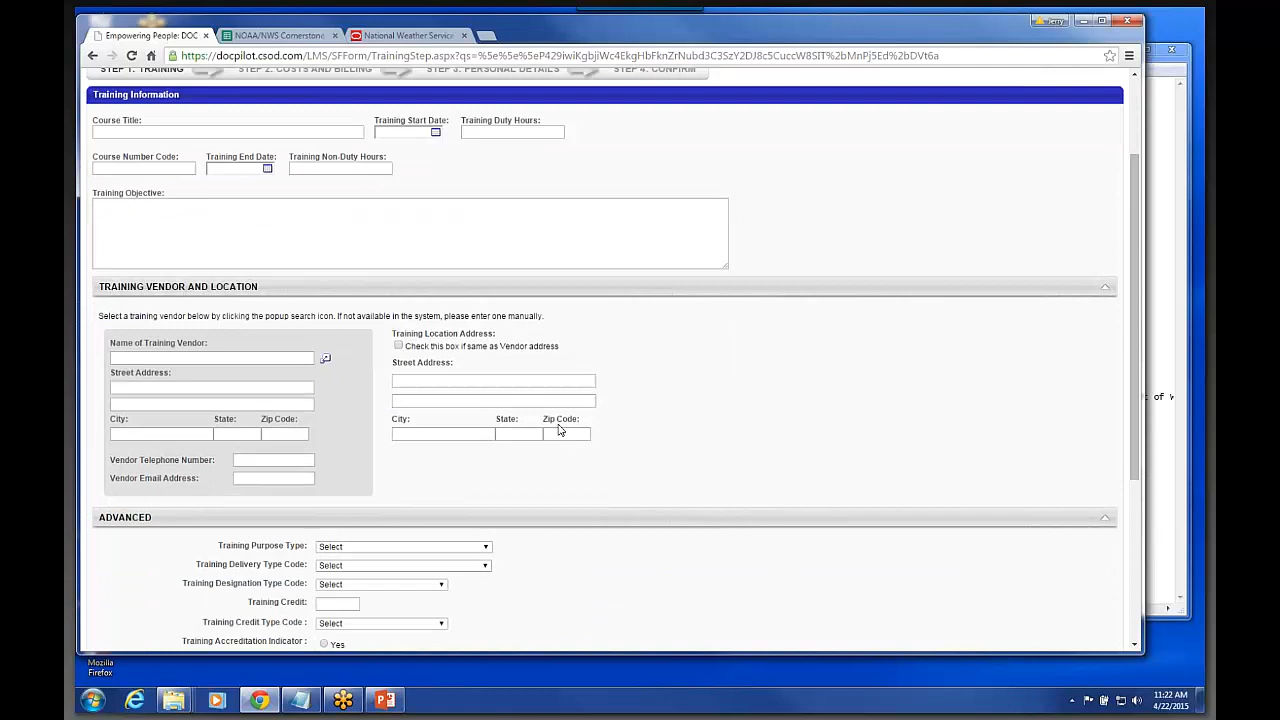 Jerry
Empowering People: DOC × NOAA/NWS Cornerstone × National Weather Service ×
https://docpilot.csod.com/LMS/SFForm/TrainingStep.aspx?qs=%5e%5e%5eP429iwiKgbjiWc4EkgHbFknZrNubd3C3SzY2DJ8c5CuccW8SIT%2bMnPj5Ed%2bDVt6a
STEP 1: TRAINING STEP 2: COSTS AND BILLING STEP 3: PERSONAL DETAILS STEP 4: CONFIRM
Training Information
Course Title: Training Start Date: Training Duty Hours:
Course Number Code: Training End Date: Training Non-Duty Hours:
Training Objective:
TRAINING VENDOR AND LOCATION
Select a training vendor below by clicking the popup search icon. If not available in the system, please enter one manually.
Name of Training Vendor: Training Location Address:
Check this box if same as Vendor address
Street Address: Street Address:
City: State: Zip Code: City: State: Zip Code:
Vendor Telephone Number:
Vendor Email Address:
ADVANCED
Training Purpose Type: Select
Training Delivery Type Code: Select
Training Designation Type Code: Select
Training Credit:
Training Credit Type Code : Select
Training Accreditation Indicator : Yes
Mozilla
Firefox
11:22 AM
4/22/2015